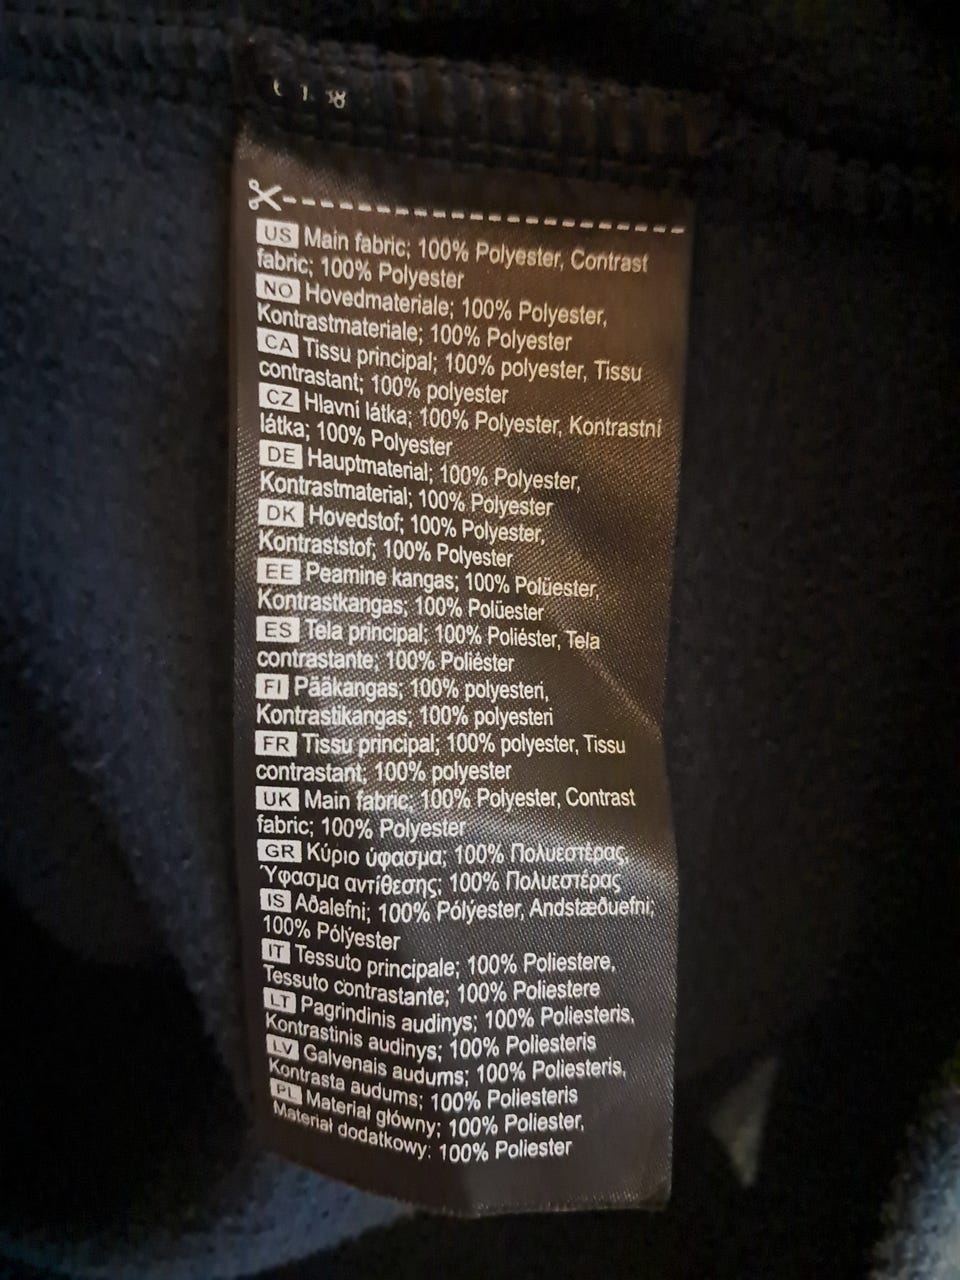 US Main fabric; 100% Polyester, Contrast
fabric; 100% Polyester
NO Hovedmateriale; 100% Polyester,
Kontrastmateriale; 100% Polyester
CA Tissu principal; 100% polyester, Tissu
contrastant; 100% polyester
CZ Hlavní látka; 100% Polyester, Kontrastní
látka; 100% Polyester
DE Hauptmaterial; 100% Polyester,
Kontrastmaterial; 100% Polyester
DK Hovedstof; 100% Polyester,
Kontraststof; 100% Polyester
EE Peamine kangas; 100% Polüester,
Kontrastkangas; 100% Polüester
ES Tela principal; 100% Poliéster, Tela
contrastante; 100% Poliéster
FI Pääkangas; 100% polyesteri,
Kontrastikangas; 100% polyesteri
FR Tissu principal; 100% polyester, Tissu
contrastant; 100% polyester
UK Main fabric; 100% Polyester, Contrast
fabric; 100% Polyester
GR Κύριο ύφασμα; 100% Πολυεστέρας,
Ύφασμα αντίθεσης; 100% Πολυεστέρας
IS Aðalefni; 100% Pólýester, Andstæðuefni;
100% Pólýester
IT Tessuto principale; 100% Poliestere,
Tessuto contrastante; 100% Poliestere
LT Pagrindinis audinys; 100% Poliesteris,
Kontrastinis audinys; 100% Poliesteris
LV Galvenais audums; 100% Poliesteris,
Kontrasta audums; 100% Poliesteris
PL Materiał główny; 100% Poliester,
Materiał dodatkowy: 100% Poliester